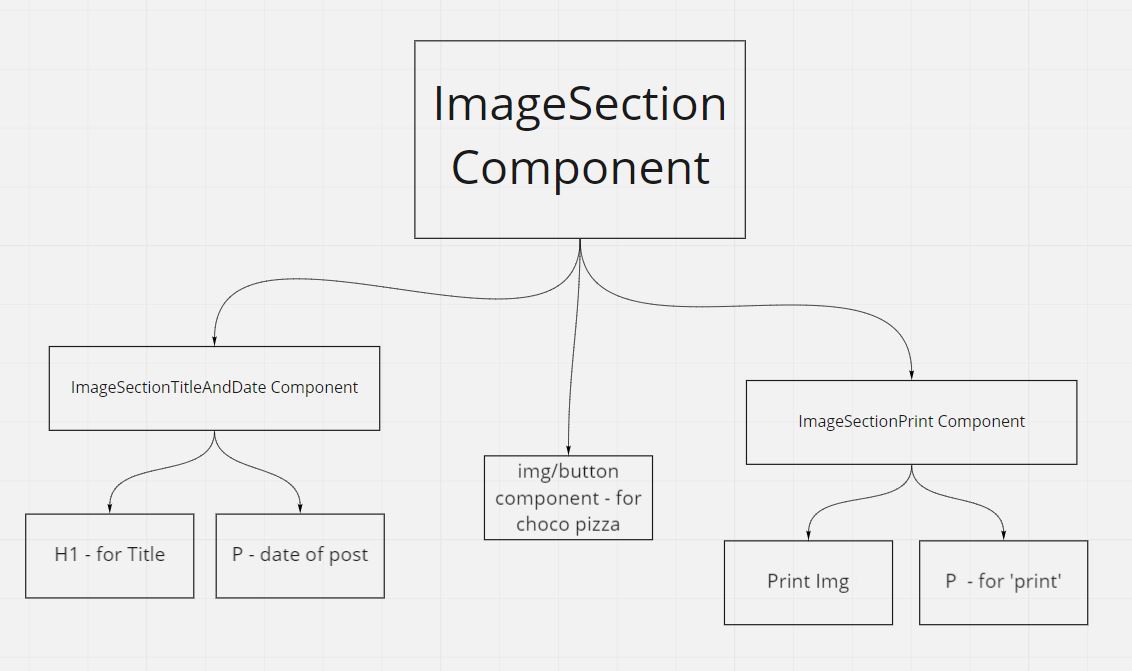 ImageSection
Component
ImageSectionTitleAndDate Component
ImageSectionPrint Component
img/button
component - for
choco pizza
H1 - for Title
P - date of post
Print Img
P  - for 'print'